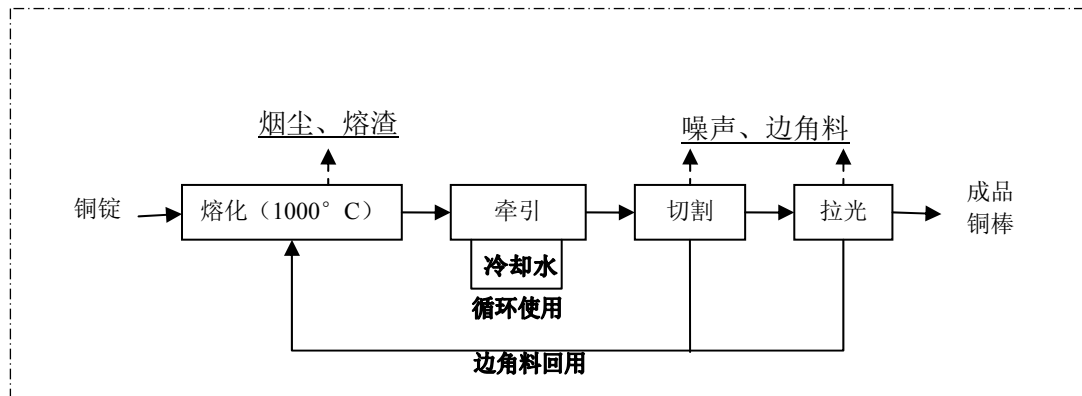 烟尘、熔渣
噪声、边角料
铜锭
熔化（1000°C）
牵引
切割
拉光
成品
铜棒
冷却水
循环使用
边角料回用